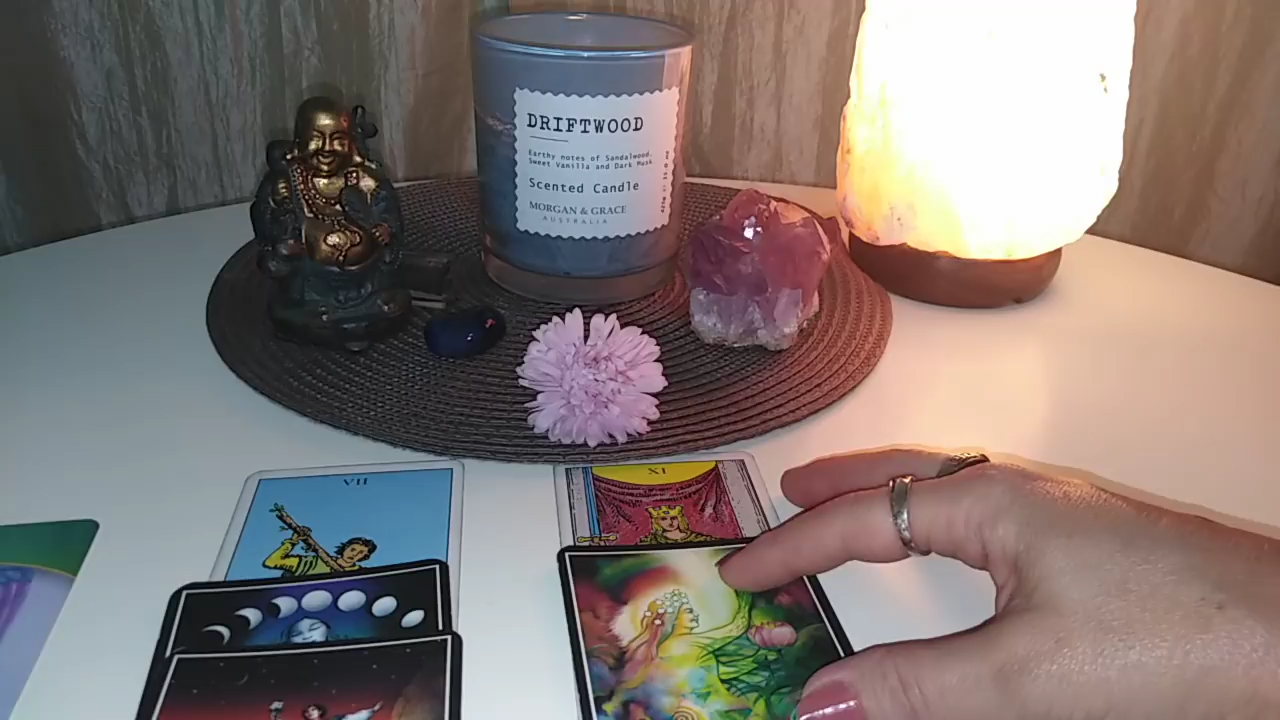 DRIFTWOOD
Earthy notes of Sandalwood,
Sweet Vanilla and Dark Musk
Scented Candle
MORGAN & GRACE
AUSTRALIA
VII
XI